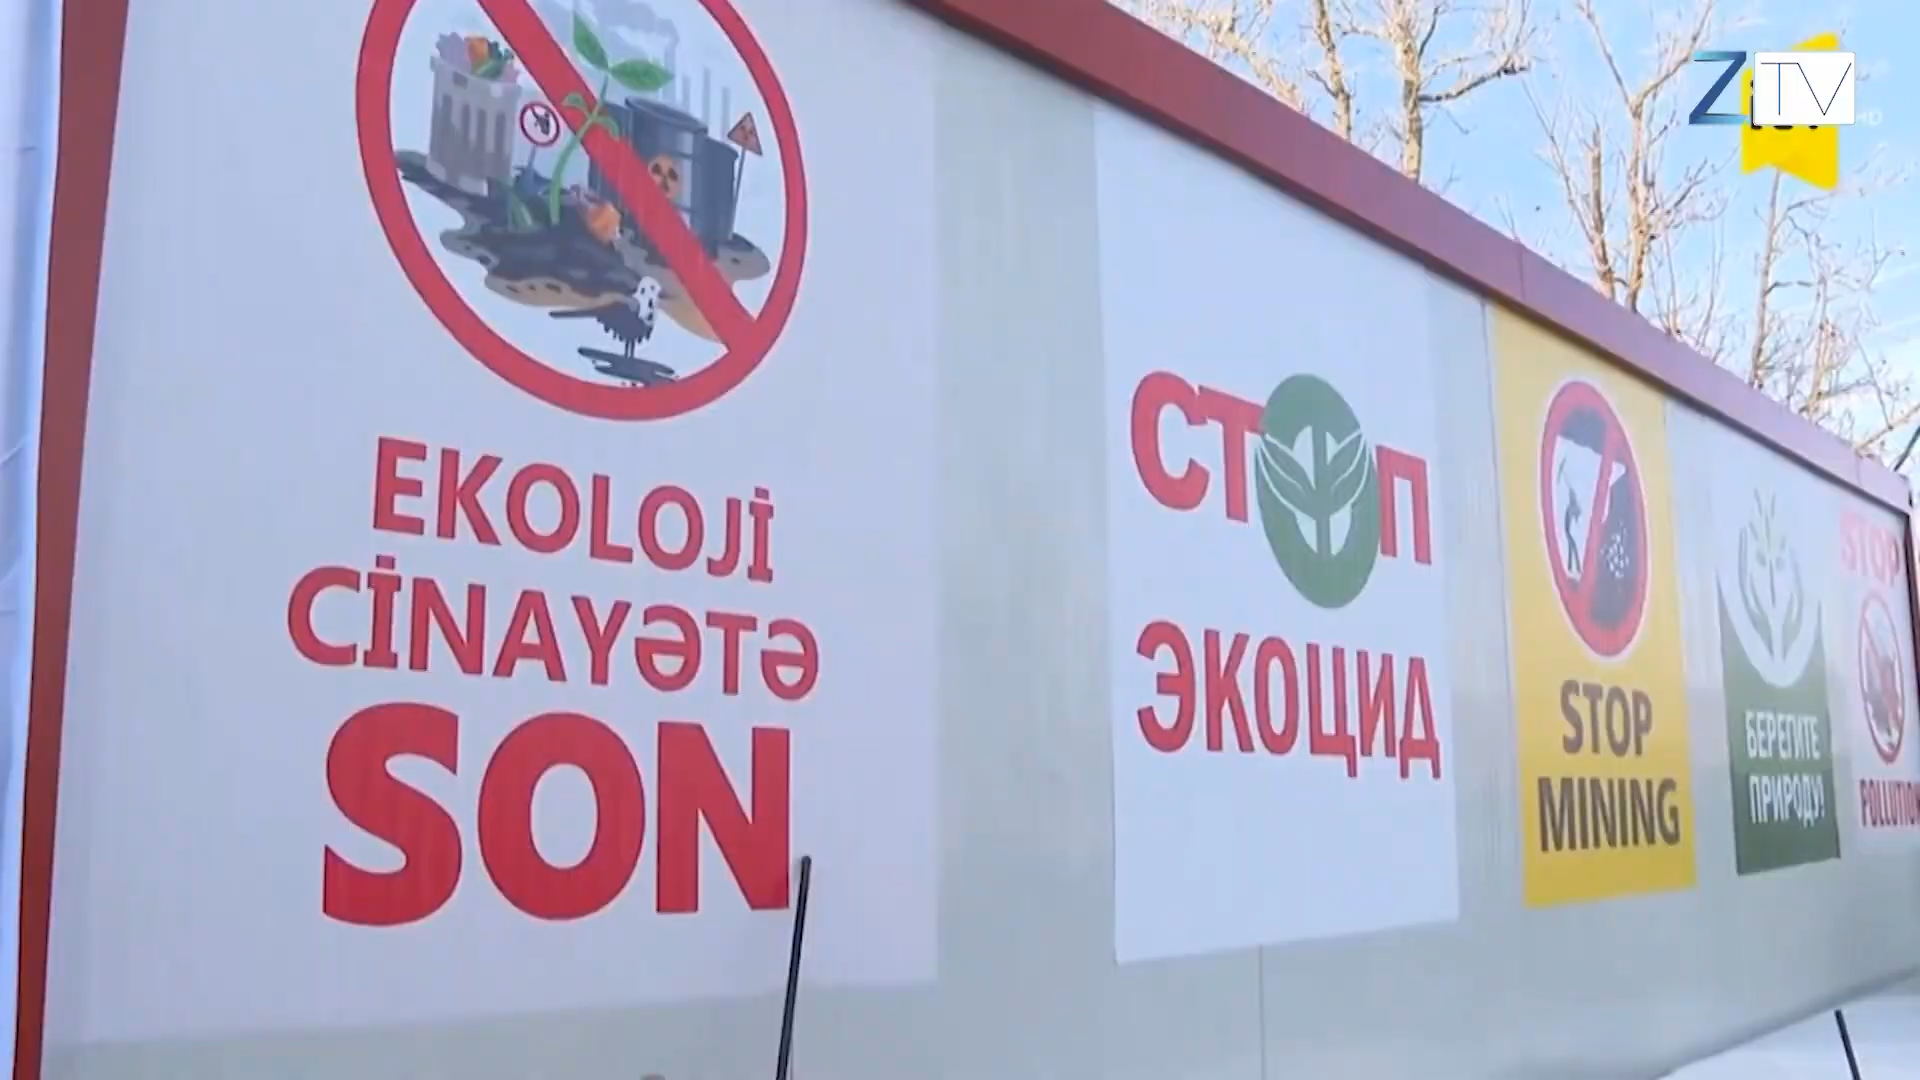 EKOLOJİ
CİNAYƏTƏ
SON
СТОП
ЭКОЦИД
STOP
MINING
БЕРЕГИТЕ
ПРИРОДУ!
STOP
POLLUTION
ZTV